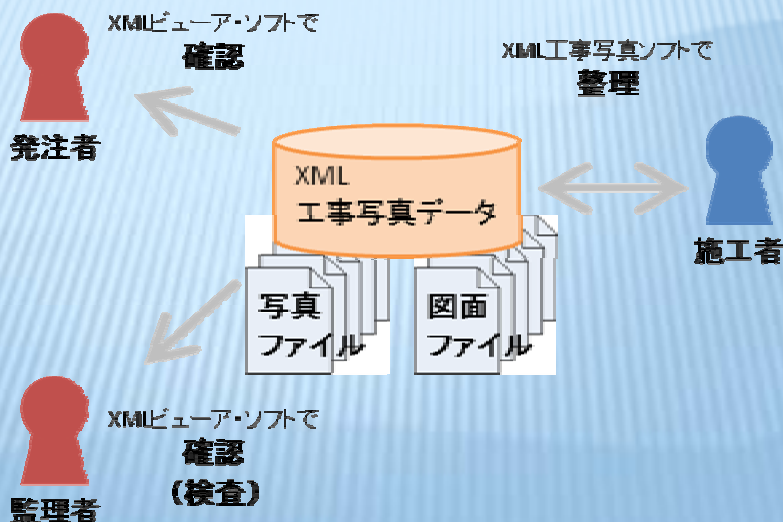 XMLビューア・ソフトで
確認
発注者
XML工事写真ソフトで
整理
施工者
XML
工事写真データ
写真
ファイル
図面
ファイル
XMLビューア・ソフトで
確認
（検査）
監理者